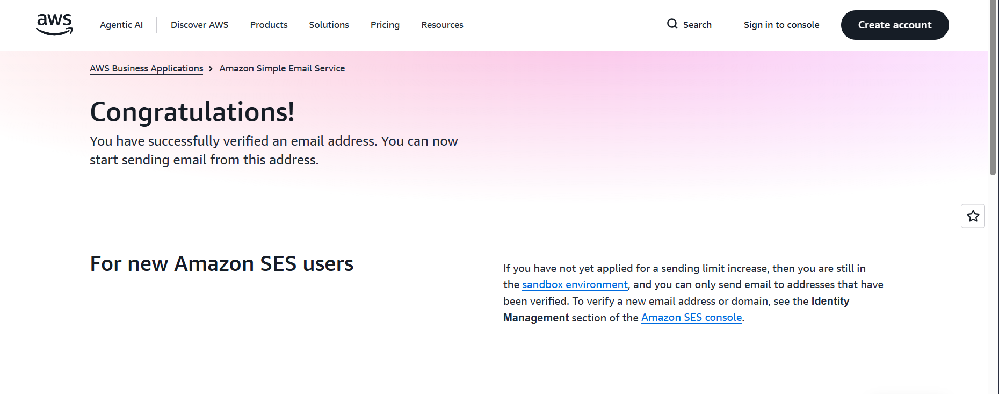 aws
Agentic AI
Discover AWS
Products
Solutions
Pricing
Resources
Search
Sign in to console
Create account
AWS Business Applications › Amazon Simple Email Service
Congratulations!
You have successfully verified an email address. You can now
start sending email from this address.
For new Amazon SES users
If you have not yet applied for a sending limit increase, then you are still in
the sandbox environment, and you can only send email to addresses that have
been verified. To verify a new email address or domain, see the Identity
Management section of the Amazon SES console.